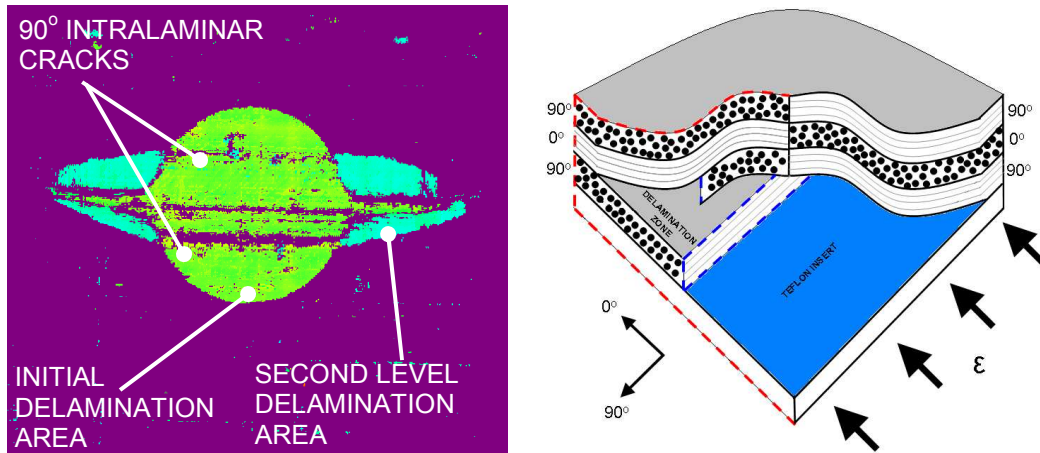 90° INTRALAMINAR
CRACKS
INITIAL
DELAMINATION
AREA
SECOND LEVEL
DELAMINATION
AREA
90°
0°
90°
90°
0°
90°
DELAMINATION
ZONE
TEFLON INSERT
0°
90°
ε